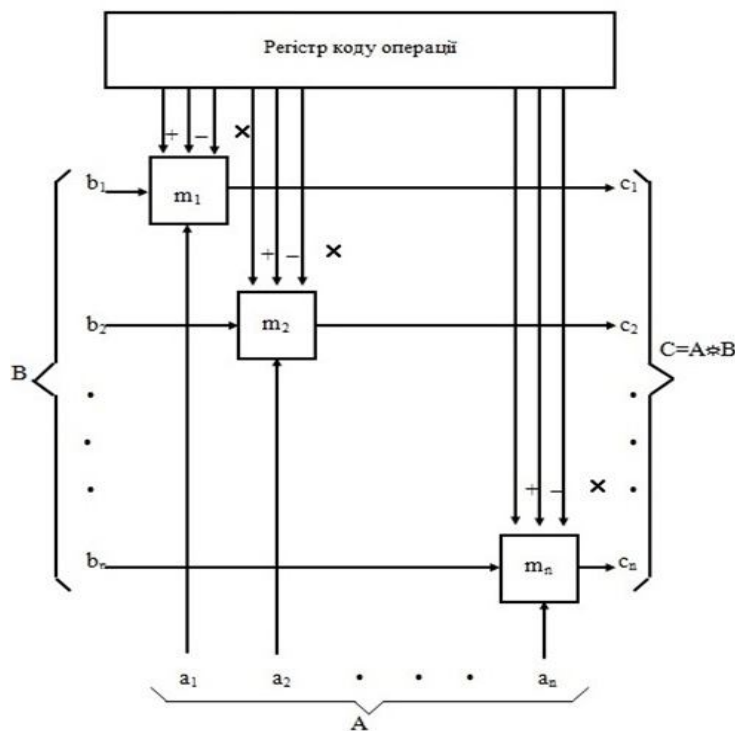 Регістр коду операції
+ − ×
b₁ m₁ c₁
+ − ×
b₂ m₂ c₂
B C=A☼B
+ − ×
bₙ mₙ cₙ
a₁ a₂ . . . aₙ
A